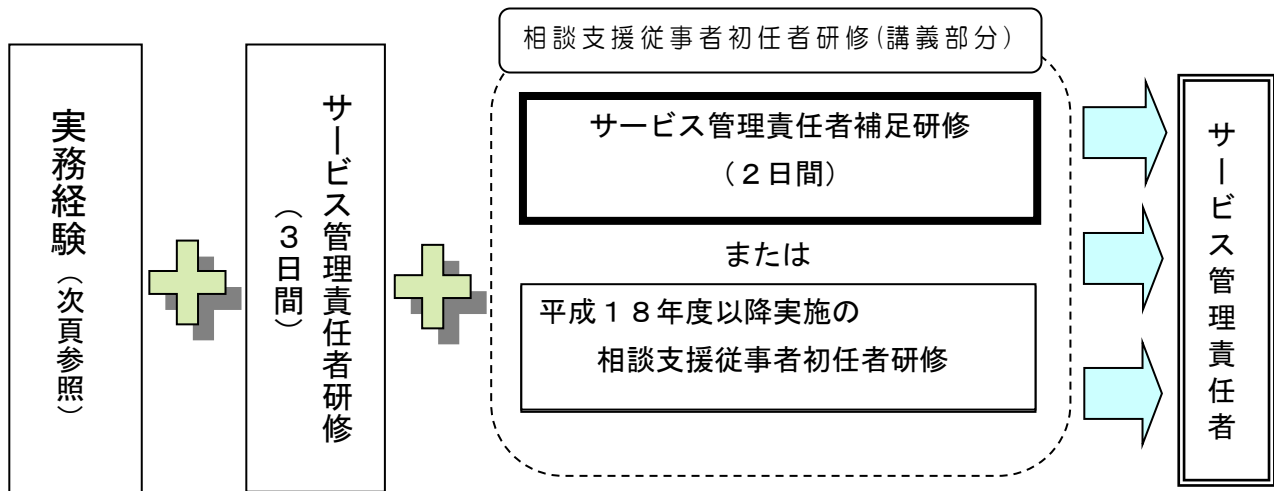 実務経験（次頁参照）
サービス管理責任者研修
（３日間）
相談支援従事者初任者研修(講義部分)
サービス管理責任者補足研修
（２日間）
または
平成１８年度以降実施の
相談支援従事者初任者研修
サービス管理責任者